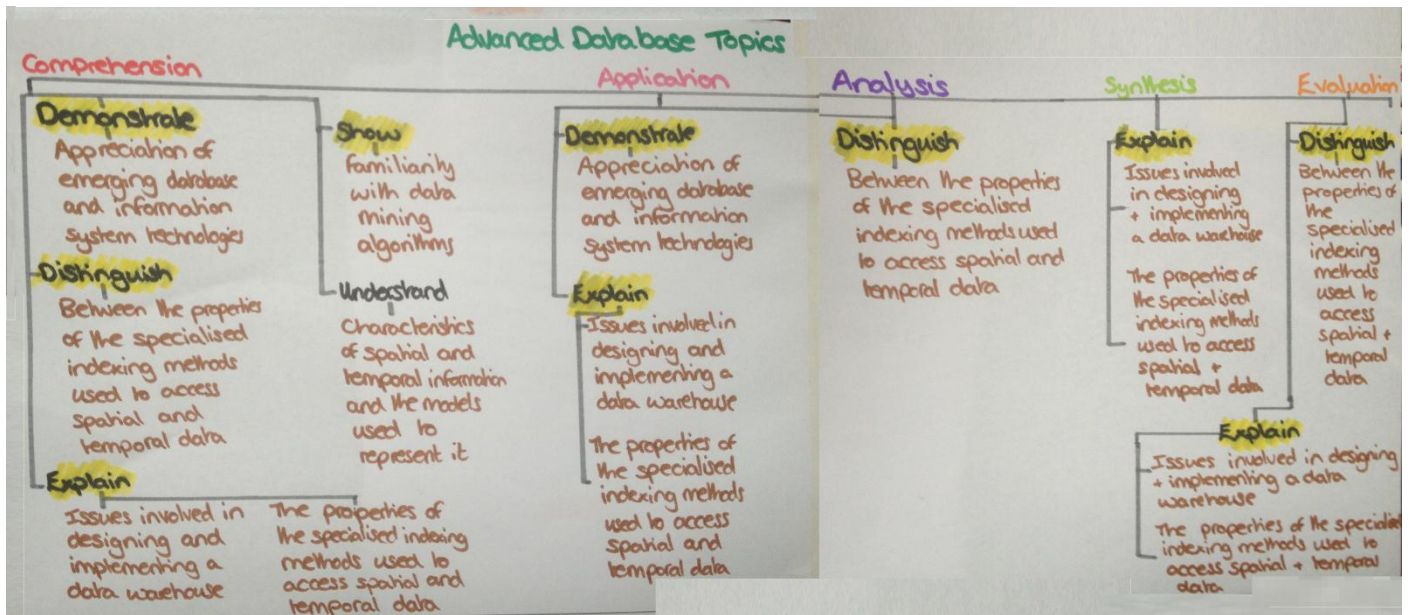 Advanced Database Topics
Comprehension
Demonstrate
Appreciation of
emerging database
and information
system technologies
Distinguish
Between the properties
of the specialised
indexing methods
used to access
spatial and
temporal data
Explain
Issues involved in
designing and
implementing a
data warehouse
The properties of
the specialised indexing
methods used to
access spatial and
temporal data
Show
familiarity
with data
mining
algorithms
Understand
Characteristics
of spatial and
temporal information
and the models
used to
represent it
Application
Demonstrate
Appreciation of
emerging database
and information
system technologies
Explain
Issues involved in
designing and
implementing a
data warehouse
The properties of
the specialised
indexing methods
used to access
spatial and
temporal data
Analysis
Distinguish
Between the properties
of the specialised
indexing methods used
to access spatial and
temporal data
Synthesis
Explain
Issues involved
in designing
+ implementing
a data warehouse
The properties of
the specialised
indexing methods
used to access
spatial +
temporal data
Evaluation
Distinguish
Between the
properties of
the
specialised
indexing
methods
used to
access
spatial +
temporal
data
Explain
Issues involved in designing
+ implementing a data
warehouse
The properties of the specialised
indexing methods used to
access spatial + temporal
data